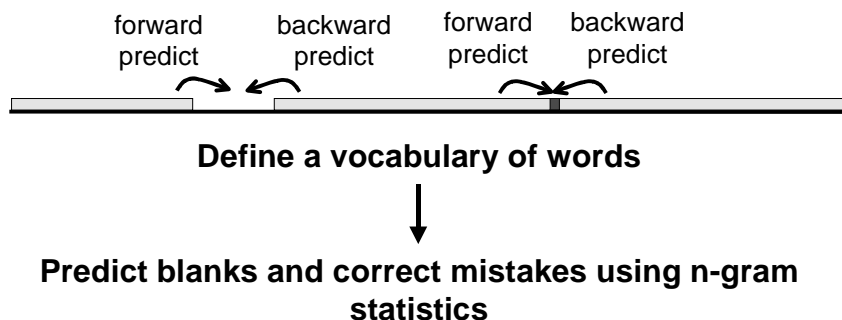 forward predict
backward predict
forward predict
backward predict
Define a vocabulary of words
Predict blanks and correct mistakes using n-gram
statistics